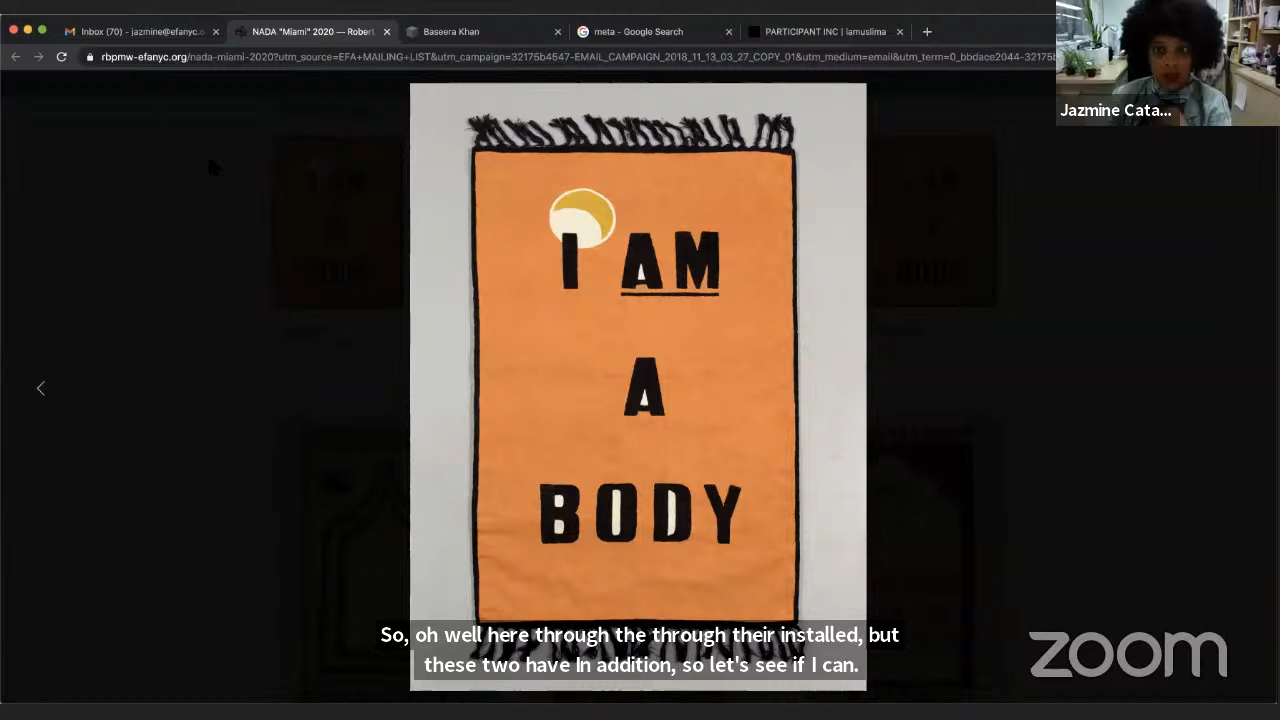 Inbox (70) - jazmine@efanyc.o
NADA "Miami" 2020 — Robert
Baseera Khan
meta - Google Search
PARTICIPANT INC | iamuslima
rbpmw-efanyc.org/nada-miami-2020?utm_source=EFA+MAILING+LIST&utm_campaign=32175b4547-EMAIL_CAMPAIGN_2018_11_13_03_27_COPY_01&utm_medium=email&utm_term=0_bbdace2044-32175b
Jazmine Cata...
I AM
A
BODY
So, oh well here through the through their installed, but
these two have In addition, so let's see if I can.
zoom